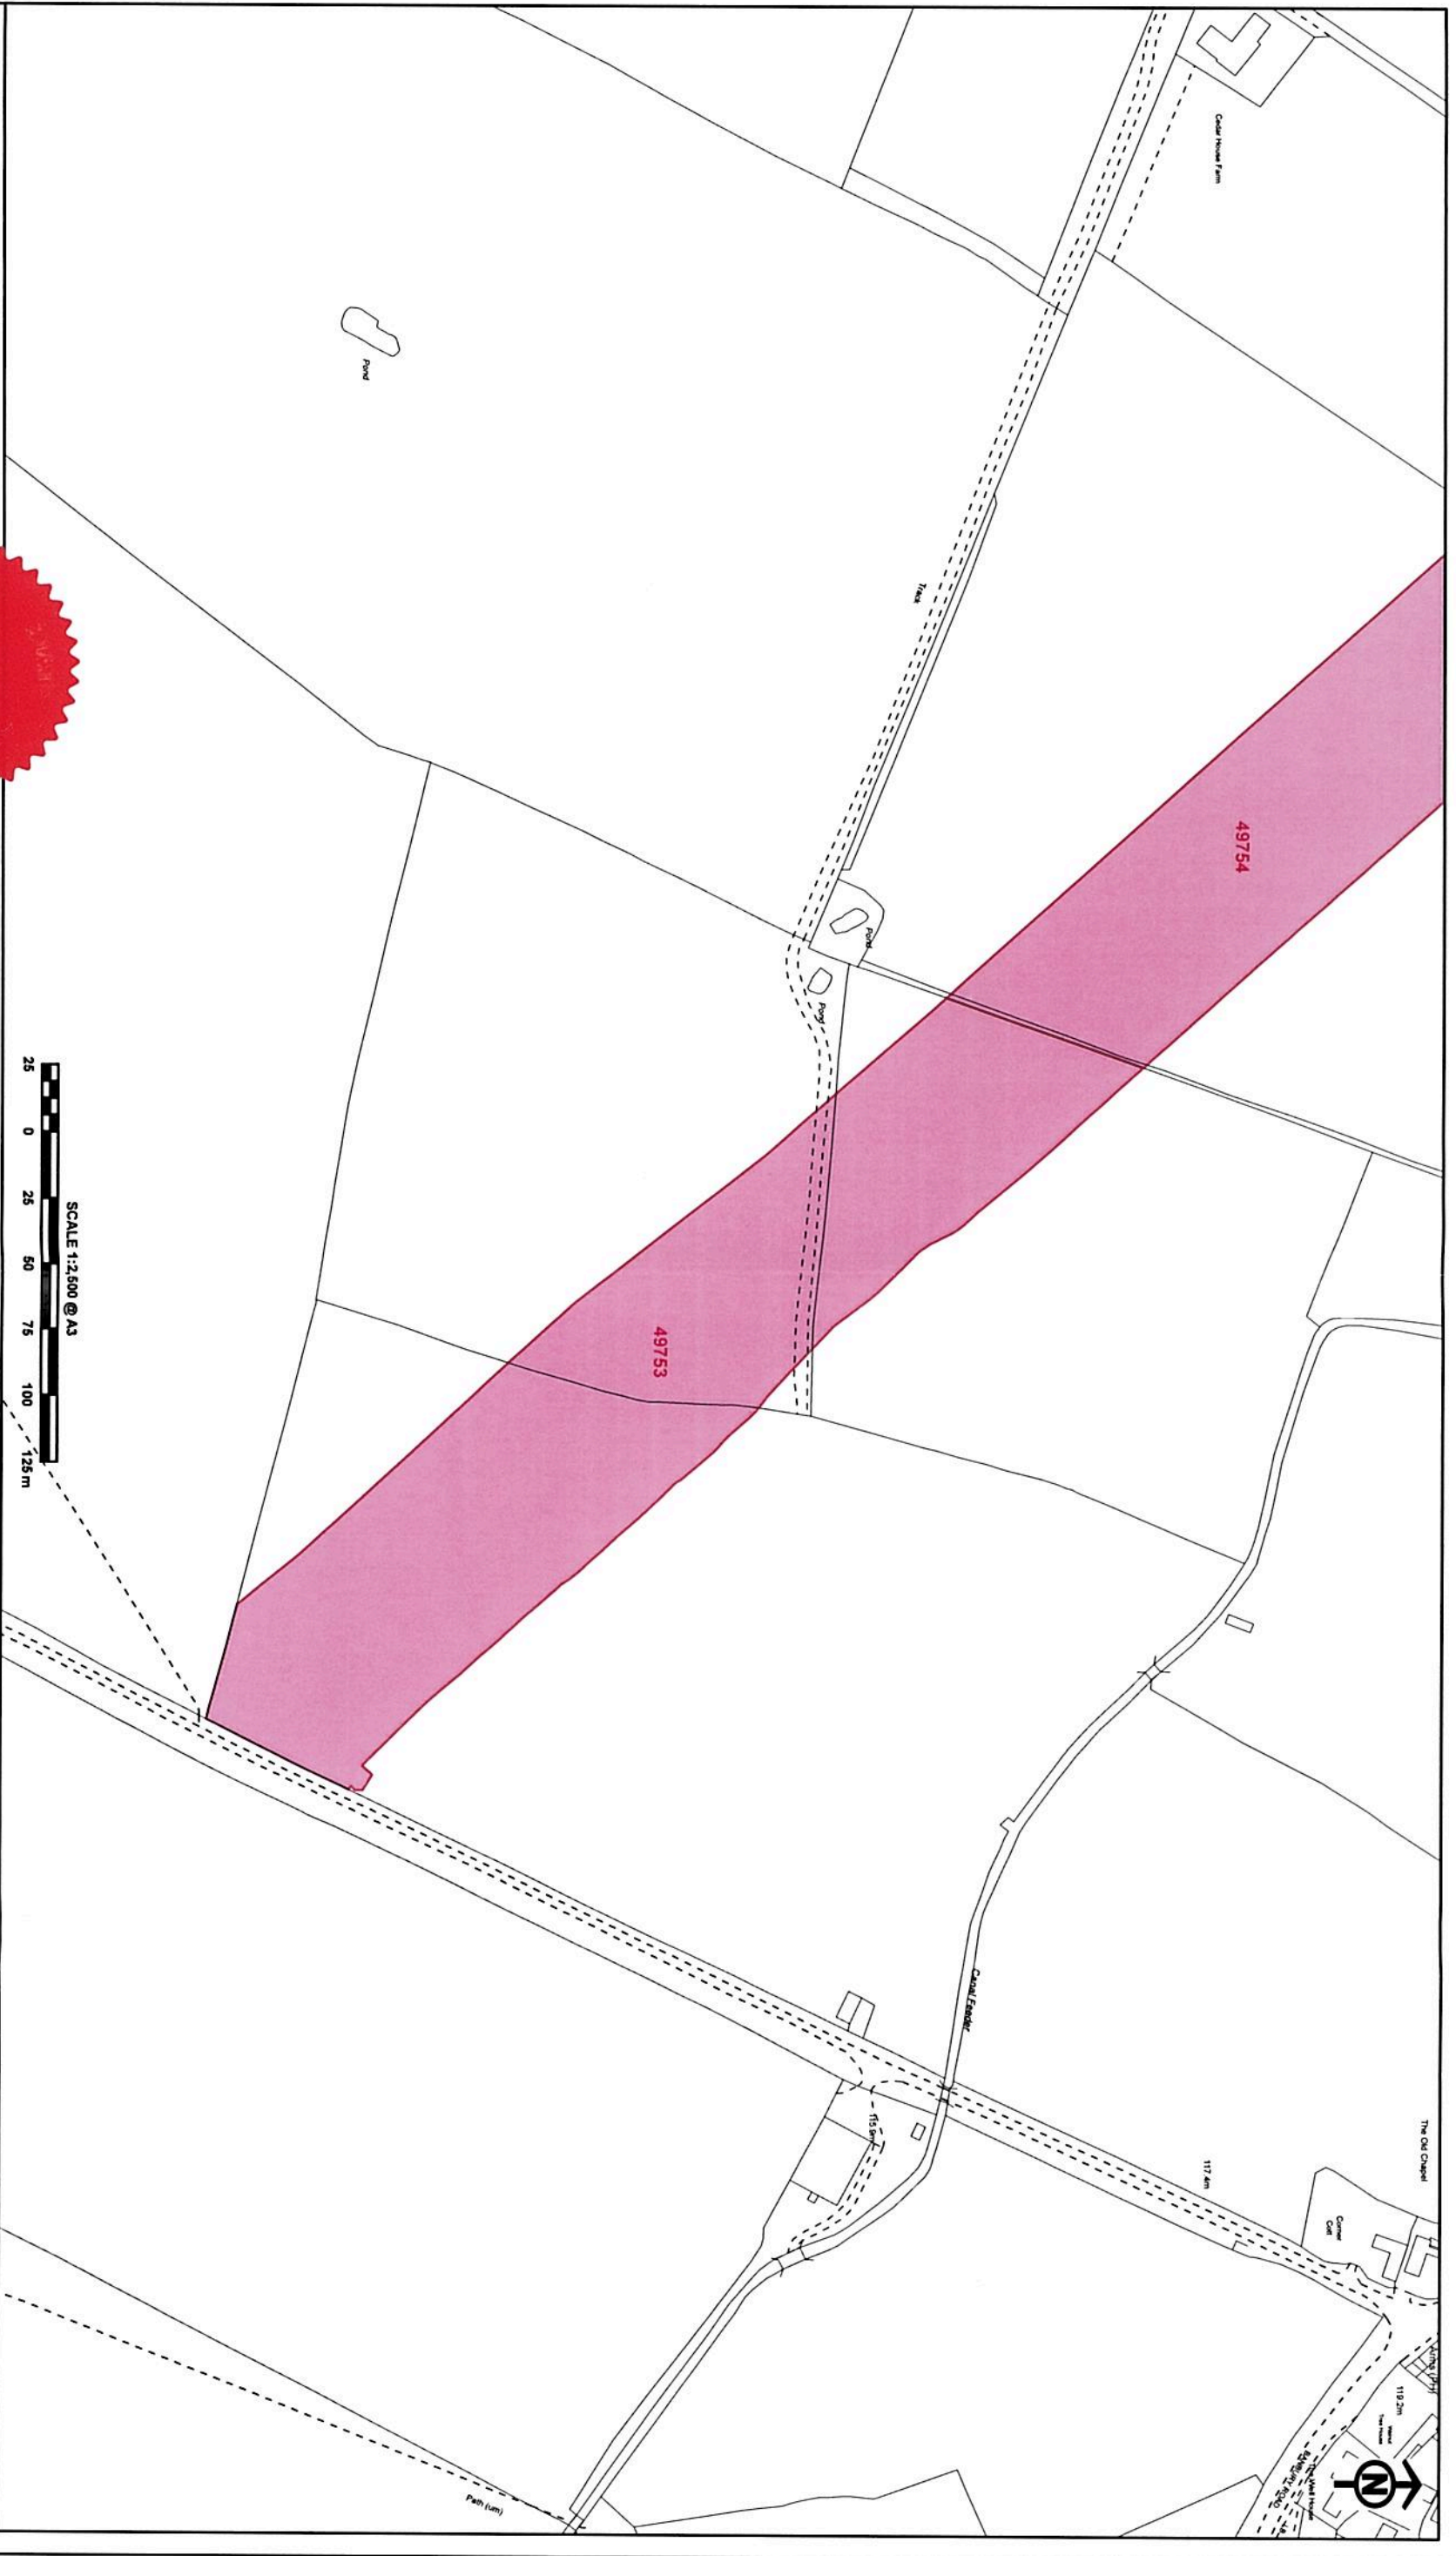 The Old Chapel
Corner
Cott
117.4m
119.2m
Cedar House Farm
49754
Track
Pond
Pond
Canal Feeder
115.9m
49753
Pond
Path (um)
SCALE 1:2,500 @ A3
25 0 25 50 75 100 125 m
N